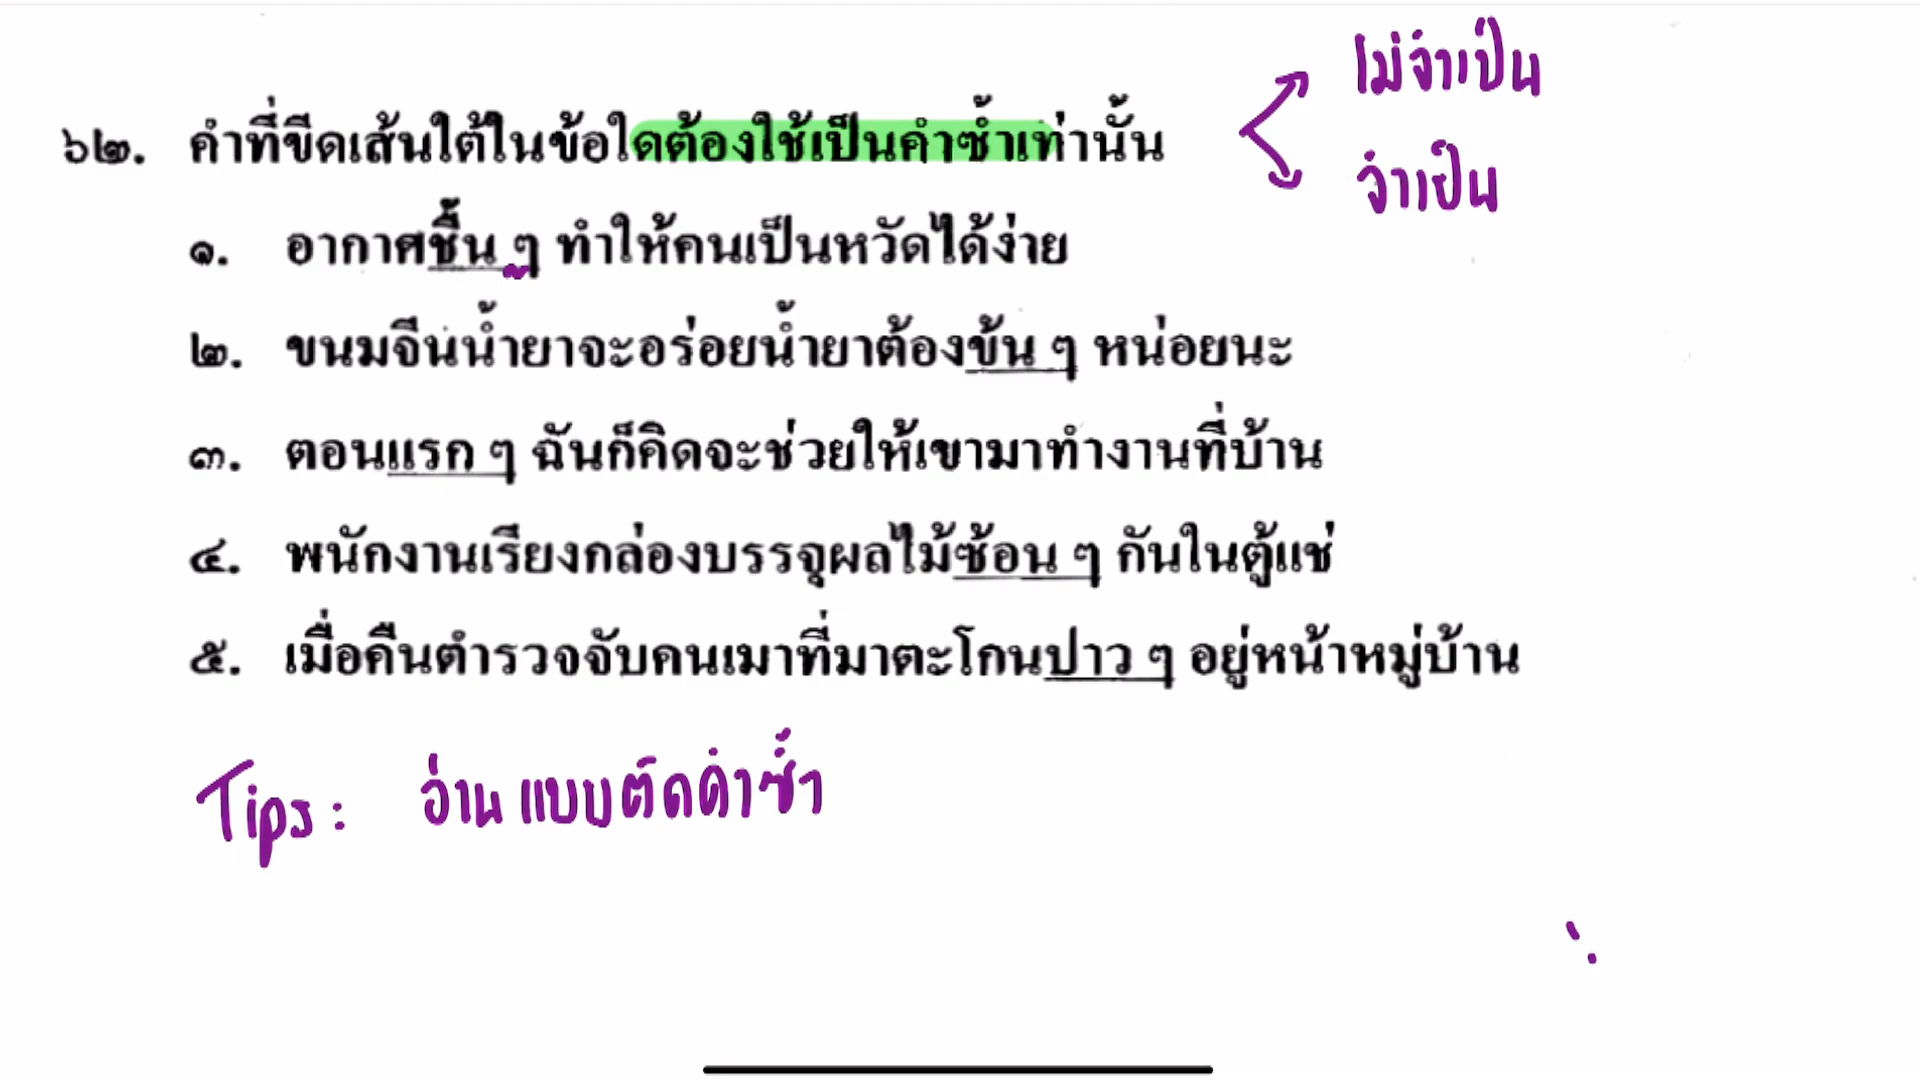 ไม่จำเป็น
๖๒. คำที่ขีดเส้นใต้ในข้อใดต้องใช้เป็นคำซ้ำเท่านั้น
จำเป็น
๑. อากาศชื้น ๆ ทำให้คนเป็นหวัดได้ง่าย
๒. ขนมจีนน้ำยาจะอร่อยน้ำยาต้องข้น ๆ หน่อยนะ
๓. ตอนแรก ๆ ฉันก็คิดจะช่วยให้เขามาทำงานที่บ้าน
๔. พนักงานเรียงกล่องบรรจุผลไม้ซ้อน ๆ กันในตู้แช่
๕. เมื่อคืนตำรวจจับคนเมาที่มาตะโกนปาว ๆ อยู่หน้าหมู่บ้าน
Tips: อ่านแบบตัดคำซ้ำ